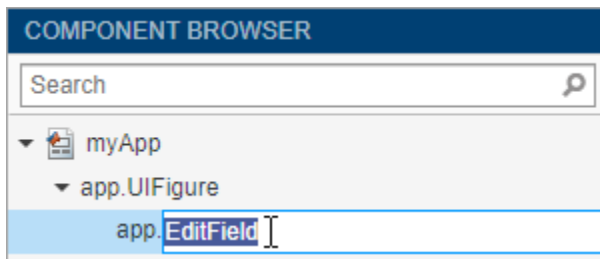 COMPONENT BROWSER
Search
myApp
app.UIFigure
app.EditField